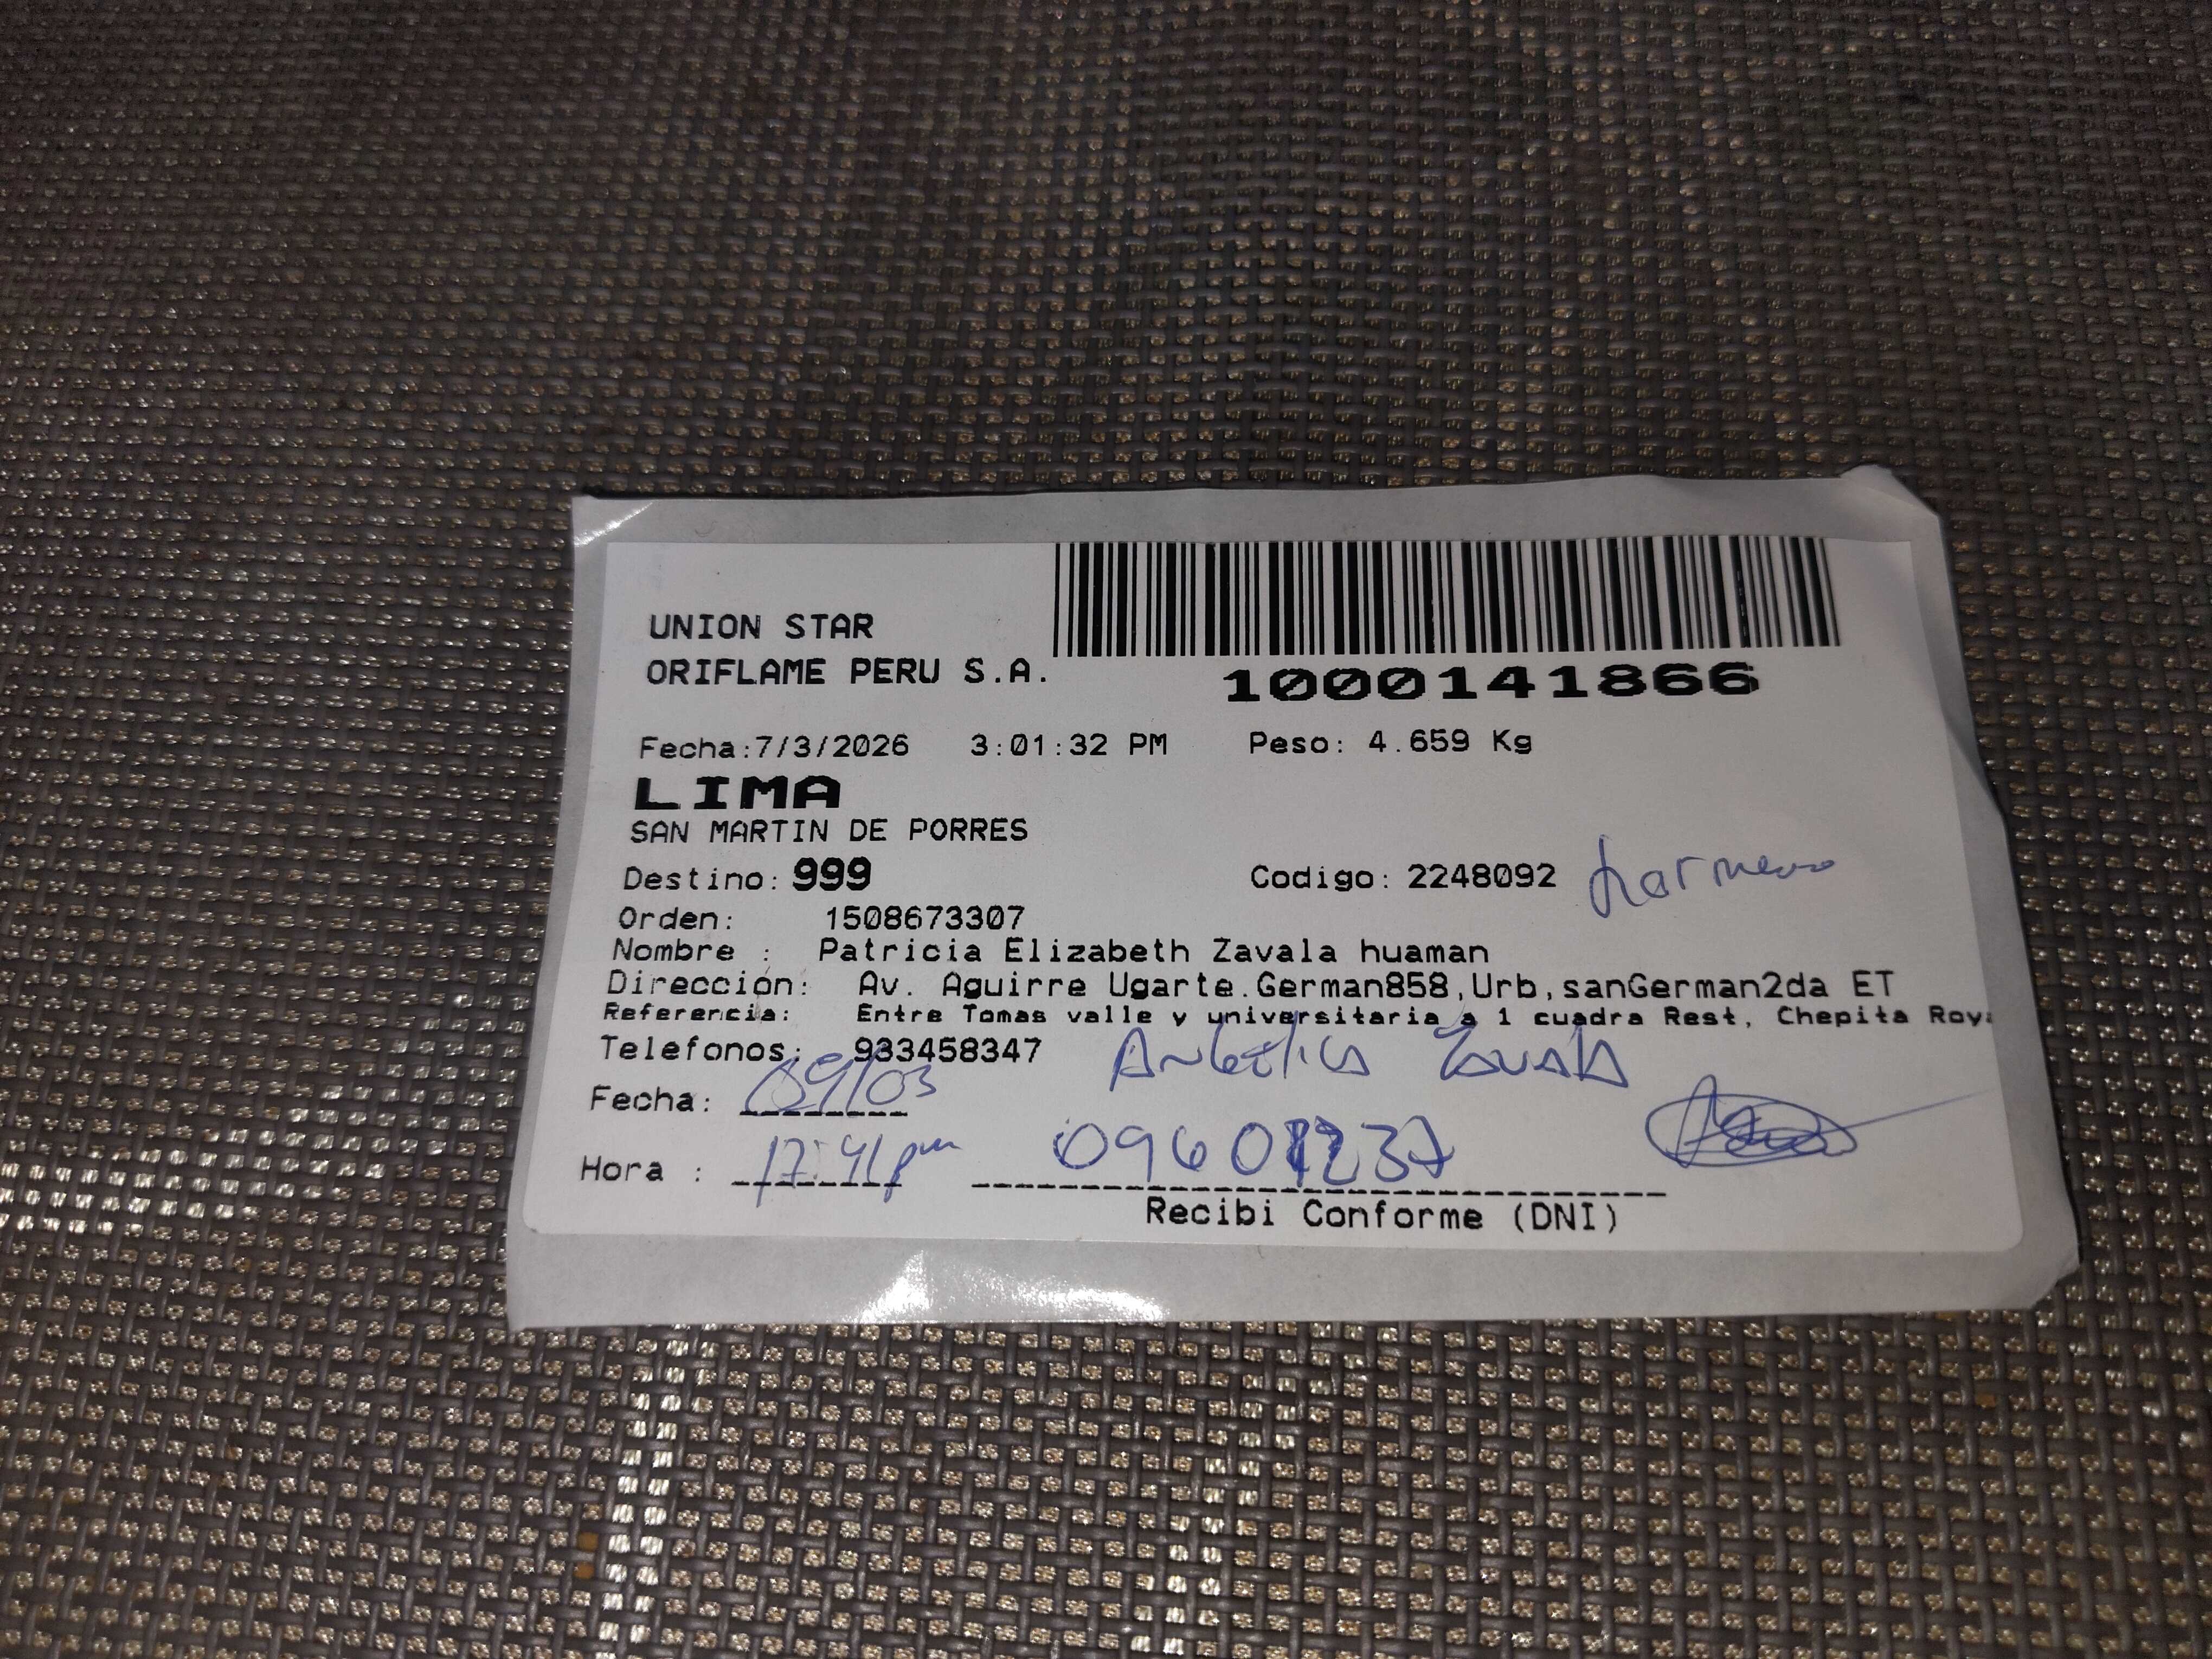 UNION STAR
ORIFLAME PERU S.A.
1000141866
Fecha:7/3/2026 3:01:32 PM Peso: 4.659 Kg
LIMA
SAN MARTIN DE PORRES
Destino: 999 Codigo: 2248092
Orden: 1508673307
Nombre : Patricia Elizabeth Zavala huaman
Dirección: Av. Aguirre Ugarte.German858,Urb,sanGerman2da ET
Referencia: Entre Tomas valle y universitaria a 1 cuadra Rest, Chepita Roy
Telefonos: 933458347 Angelica Zavala
Fecha: 09/03
Hora : 17:41pm
Recibi Conforme (DNI)